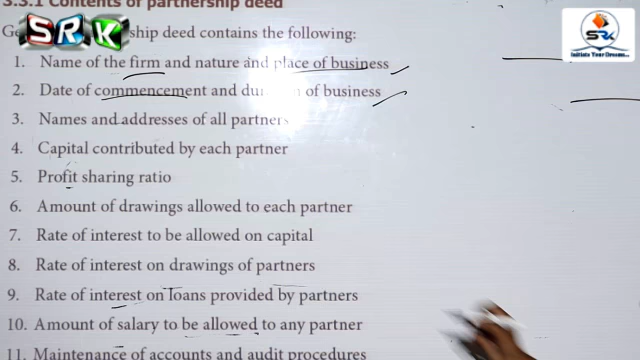 3.3.1 Contents of partnership deed
SRK
ship deed contains the following:
1. Name of the firm and nature and place of business
2. Date of commencement and of business
3. Names and addresses of all partners
4. Capital contributed by each partner
5. Profit sharing ratio
6. Amount of drawings allowed to each partner
7. Rate of interest to be allowed on capital
8. Rate of interest on drawings of partners
9. Rate of interest on loans provided by partners
10. Amount of salary to be allowed to any partner
11. Maintenance of accounts and audit procedures
SRK
Initiate Your Dreams..